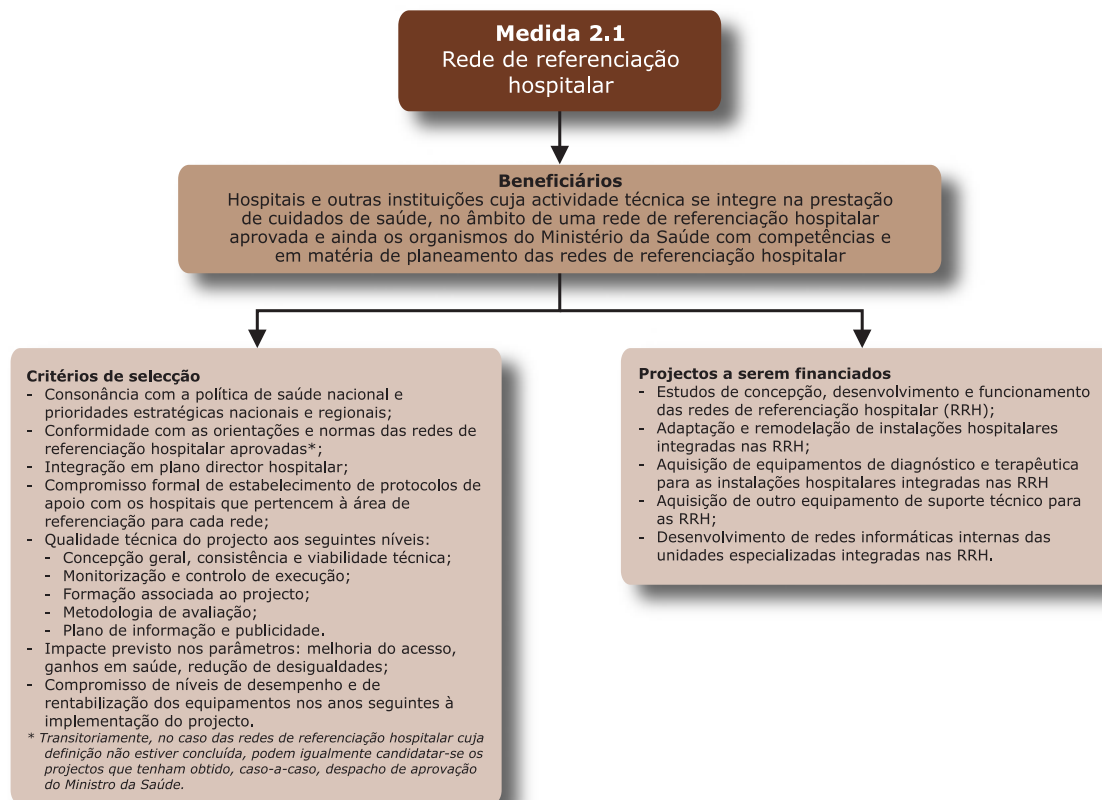 Medida 2.1
Rede de referenciação
hospitalar
Beneficiários
Hospitais e outras instituições cuja actividade técnica se integre na prestação
de cuidados de saúde, no âmbito de uma rede de referenciação hospitalar
aprovada e ainda os organismos do Ministério da Saúde com competências e
em matéria de planeamento das redes de referenciação hospitalar
Critérios de selecção
- Consonância com a política de saúde nacional e
prioridades estratégicas nacionais e regionais;
- Conformidade com as orientações e normas das redes de
referenciação hospitalar aprovadas*;
- Integração em plano director hospitalar;
- Compromisso formal de estabelecimento de protocolos de
apoio com os hospitais que pertencem à área de
referenciação para cada rede;
- Qualidade técnica do projecto aos seguintes níveis:
- Concepção geral, consistência e viabilidade técnica;
- Monitorização e controlo de execução;
- Formação associada ao projecto;
- Metodologia de avaliação;
- Plano de informação e publicidade.
- Impacte previsto nos parâmetros: melhoria do acesso,
ganhos em saúde, redução de desigualdades;
- Compromisso de níveis de desempenho e de
rentabilização dos equipamentos nos anos seguintes à
implementação do projecto.
* Transitoriamente, no caso das redes de referenciação hospitalar cuja
definição não estiver concluída, podem igualmente candidatar-se os
projectos que tenham obtido, caso-a-caso, despacho de aprovação
do Ministro da Saúde.
Projectos a serem financiados
- Estudos de concepção, desenvolvimento e funcionamento
das redes de referenciação hospitalar (RRH);
- Adaptação e remodelação de instalações hospitalares
integradas nas RRH;
- Aquisição de equipamentos de diagnóstico e terapêutica
para as instalações hospitalares integradas nas RRH
- Aquisição de outro equipamento de suporte técnico para
as RRH;
- Desenvolvimento de redes informáticas internas das
unidades especializadas integradas nas RRH.